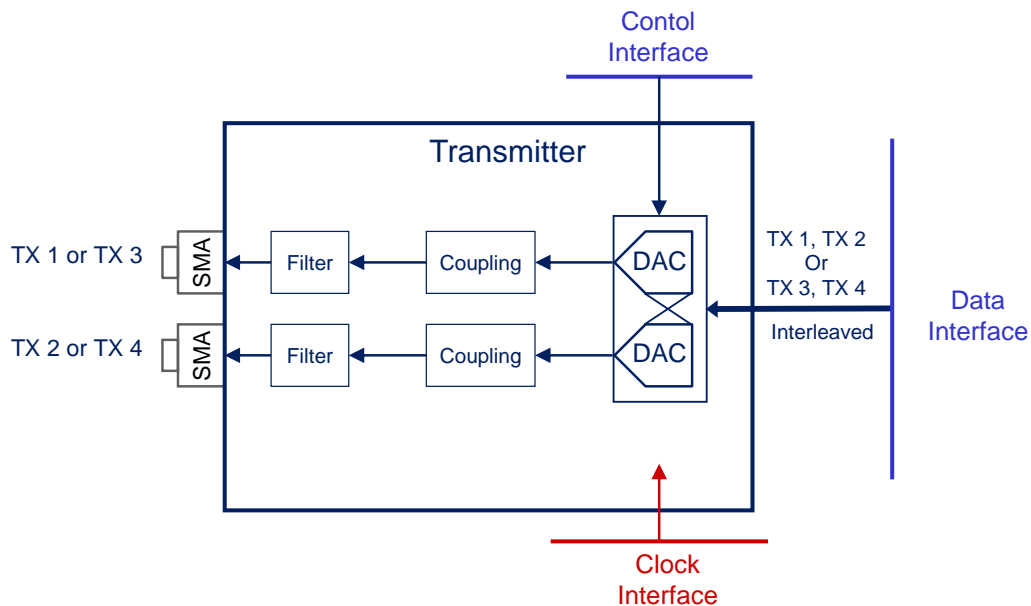 Contol
Interface
Transmitter
TX 1 or TX 3
SMA
Filter
Coupling
DAC
TX 1, TX 2
Or
TX 3, TX 4
Interleaved
Data
Interface
TX 2 or TX 4
SMA
Filter
Coupling
DAC
Clock
Interface